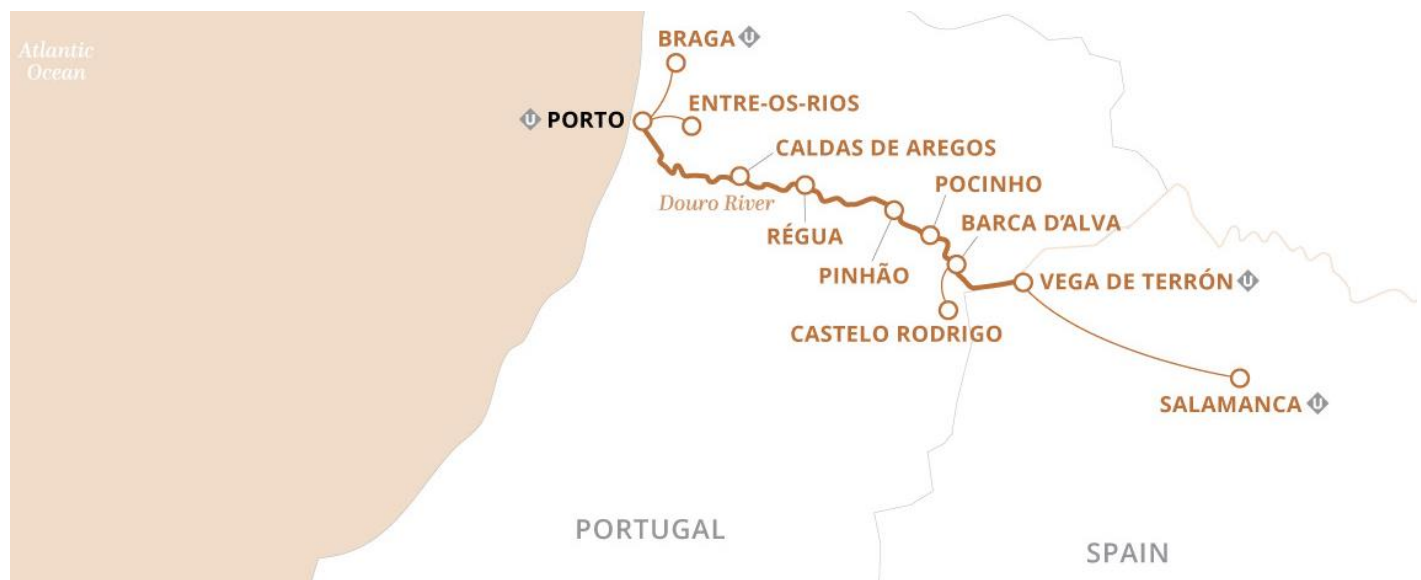 Atlantic
Ocean
BRAGA U
ENTRE-OS-RIOS
U PORTO
CALDAS DE AREGOS
POCINHO
Douro River
BARCA D’ALVA
RÉGUA
PINHÃO
VEGA DE TERRÓN U
CASTELO RODRIGO
SALAMANCA U
PORTUGAL
SPAIN